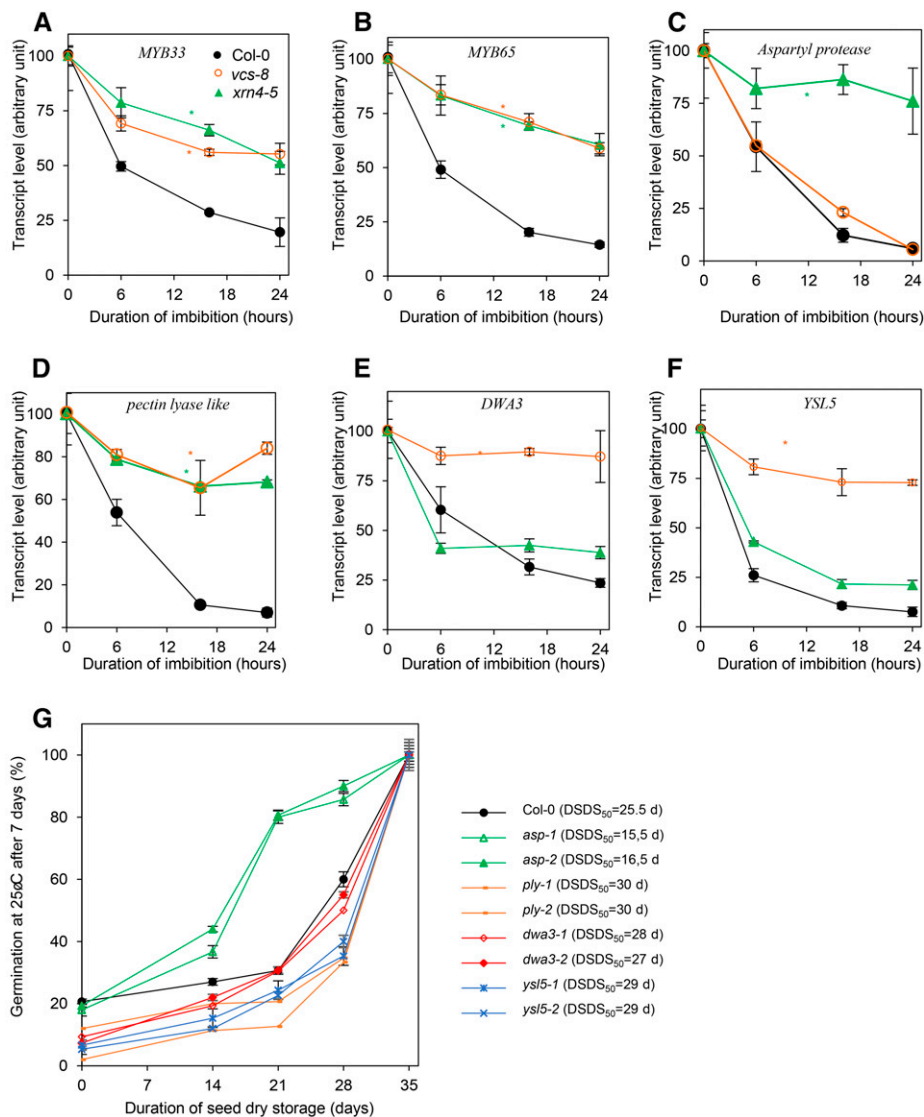 A
MYB33
Col-0
vcs-8
xrn4-5
Transcript level (arbitrary unit)
100
75
50
25
0
0 6 12 18 24
Duration of imbibition (hours)
B
MYB65
Transcript level (arbitrary unit)
100
75
50
25
0
0 6 12 18 24
Duration of imbibition (hours)
C
Aspartyl protease
Transcript level (arbitrary unit)
100
75
50
25
0
0 6 12 18 24
Duration of imbibition (hours)
D
pectin lyase like
Transcript level (arbitrary unit)
100
80
60
40
20
0
0 6 12 18 24
Duration of imbibition (hours)
E
DWA3
Transcript level (arbitrary unit)
100
75
50
25
0
0 6 12 18 24
Duration of imbibition (hours)
F
YSL5
Transcript level (arbitrary unit)
100
75
50
25
0
0 6 12 18 24
Duration of imbibition (hours)
G
Germination at 25øC after 7 days (%)
100
80
60
40
20
0
0 7 14 21 28 35
Duration of seed dry storage (days)
Col-0 (DSDS50=25.5 d)
asp-1 (DSDS50=15,5 d)
asp-2 (DSDS50=16,5 d
ply-1 (DSDS50=30 d)
ply-2 (DSDS50=30 d)
dwa3-1 (DSDS50=28 d)
dwa3-2 (DSDS50=27 d)
ysl5-1 (DSDS50=29 d)
ysl5-2 (DSDS50=29 d)